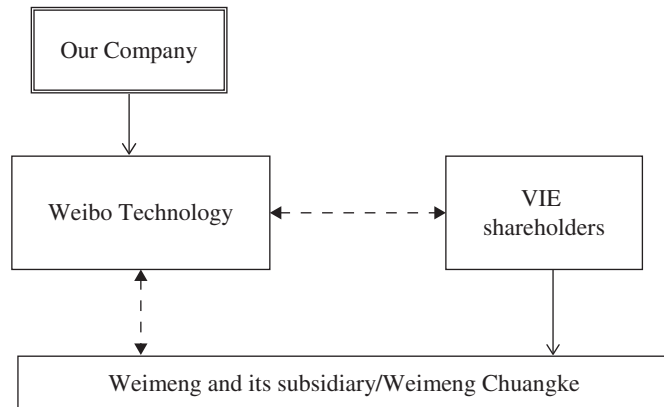 Our Company
Weibo Technology
VIE
shareholders
Weimeng and its subsidiary/Weimeng Chuangke